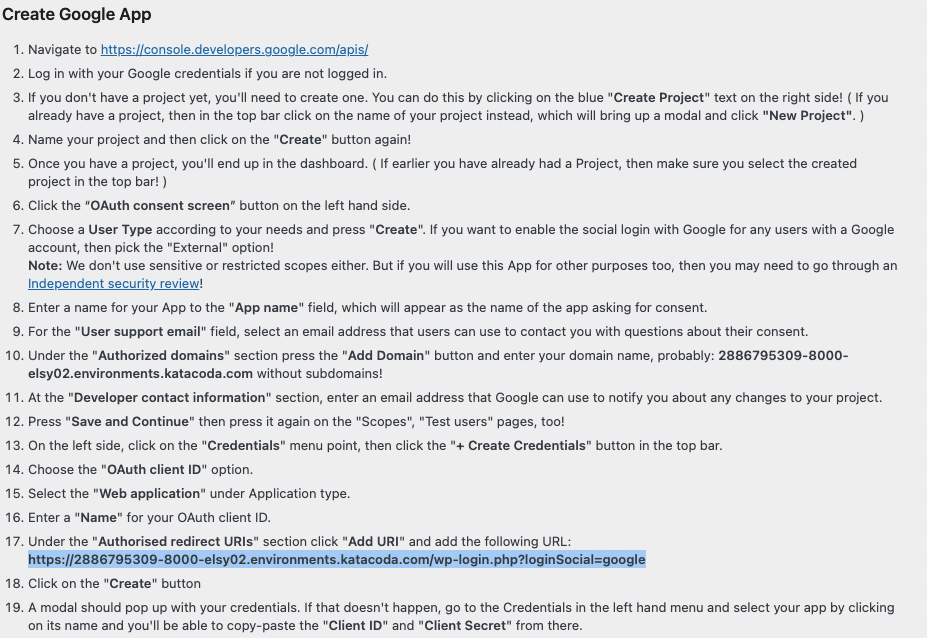 Create Google App
1. Navigate to https://console.developers.google.com/apis/
2. Log in with your Google credentials if you are not logged in.
3. If you don't have a project yet, you'll need to create one. You can do this by clicking on the blue "Create Project" text on the right side! ( If you
already have a project, then in the top bar click on the name of your project instead, which will bring up a modal and click "New Project". )
4. Name your project and then click on the "Create" button again!
5. Once you have a project, you'll end up in the dashboard. ( If earlier you have already had a Project, then make sure you select the created
project in the top bar! )
6. Click the “OAuth consent screen” button on the left hand side.
7. Choose a User Type according to your needs and press "Create". If you want to enable the social login with Google for any users with a Google
account, then pick the "External" option!
Note: We don't use sensitive or restricted scopes either. But if you will use this App for other purposes too, then you may need to go through an
Independent security review!
8. Enter a name for your App to the "App name" field, which will appear as the name of the app asking for consent.
9. For the "User support email" field, select an email address that users can use to contact you with questions about their consent.
10. Under the "Authorized domains" section press the "Add Domain" button and enter your domain name, probably: 2886795309-8000-
elsy02.environments.katacoda.com without subdomains!
11. At the "Developer contact information" section, enter an email address that Google can use to notify you about any changes to your project.
12. Press "Save and Continue" then press it again on the "Scopes", "Test users" pages, too!
13. On the left side, click on the "Credentials" menu point, then click the "+ Create Credentials" button in the top bar.
14. Choose the "OAuth client ID" option.
15. Select the "Web application" under Application type.
16. Enter a "Name" for your OAuth client ID.
17. Under the "Authorised redirect URIs" section click "Add URI" and add the following URL:
https://2886795309-8000-elsy02.environments.katacoda.com/wp-login.php?loginSocial=google
18. Click on the "Create" button
19. A modal should pop up with your credentials. If that doesn't happen, go to the Credentials in the left hand menu and select your app by clicking
on its name and you'll be able to copy-paste the "Client ID" and "Client Secret" from there.